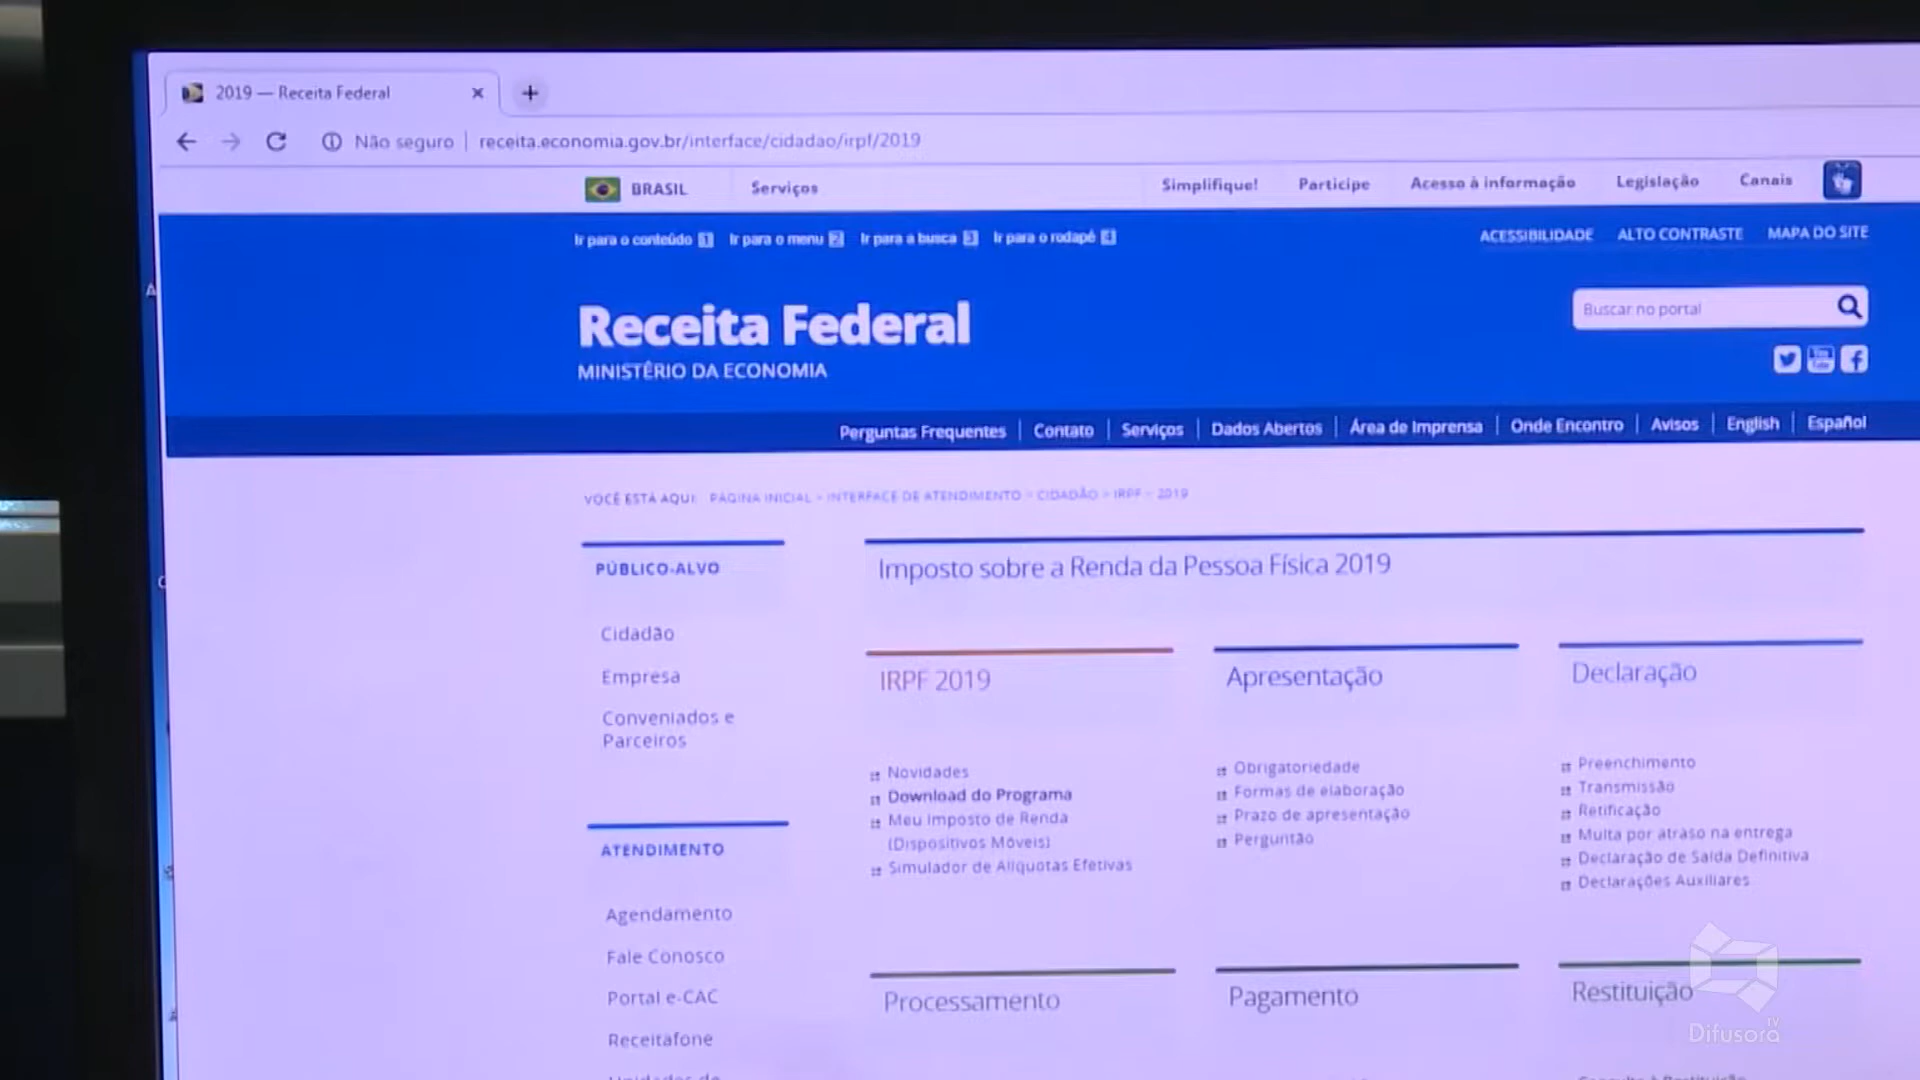 2019 — Receita Federal
Não seguro
receita.economia.gov.br/interface/cidadao/irpf/2019
BRASIL
Serviços
Simplifique!
Participe
Acesso à informação
Legislação
Canais
Ir para o conteúdo 1
Ir para o menu 2
Ir para a busca 3
Ir para o rodapé 4
ACESSIBILIDADE
ALTO CONTRASTE
MAPA DO SITE
Receita Federal
MINISTÉRIO DA ECONOMIA
Buscar no portal
You Tube
Perguntas Frequentes
Contato
Serviços
Dados Abertos
Área de Imprensa
Onde Encontro
Avisos
English
Español
VOCÊ ESTÁ AQUI: PÁGINA INICIAL > INTERFACE DE ATENDIMENTO > CIDADÃO > IRPF > 2019
PÚBLICO-ALVO
Cidadão
Empresa
Conveniados e
Parceiros
ATENDIMENTO
Agendamento
Fale Conosco
Portal e-CAC
Receitafone
Imposto sobre a Renda da Pessoa Física 2019
IRPF 2019
Novidades
Download do Programa
Meu Imposto de Renda
(Dispositivos Móveis)
Simulador de Alíquotas Efetivas
Apresentação
Obrigatoriedade
Formas de elaboração
Prazo de apresentação
Perguntão
Declaração
Preenchimento
Transmissão
Retificação
Multa por atraso na entrega
Declaração de Saída Definitiva
Declarações Auxiliares
Processamento
Pagamento
Restituição
TV
Difusora